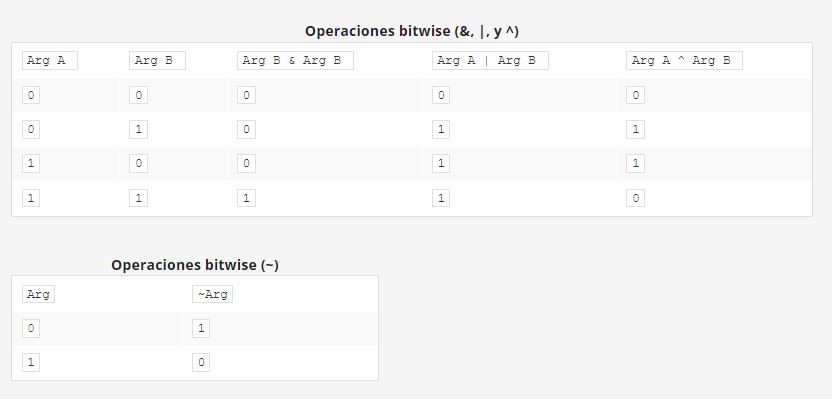 Operaciones bitwise (&, |, y ^)
Arg A Arg B Arg B & Arg B Arg A | Arg B Arg A ^ Arg B
0 0 0 0 0
0 1 0 1 1
1 0 0 1 1
1 1 1 1 0
Operaciones bitwise (~)
Arg ~Arg
0 1
1 0